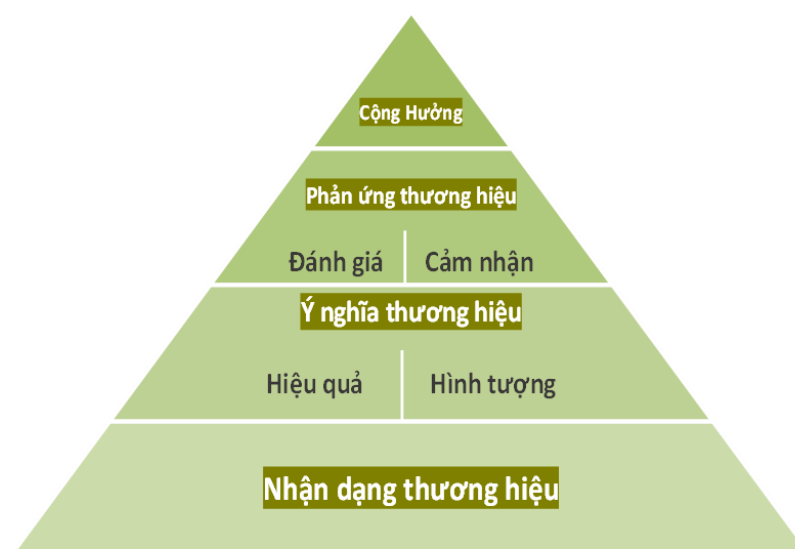 Cộng Hưởng
Phản ứng thương hiệu
Đánh giá
Cảm nhận
Ý nghĩa thương hiệu
Hiệu quả
Hình tượng
Nhận dạng thương hiệu